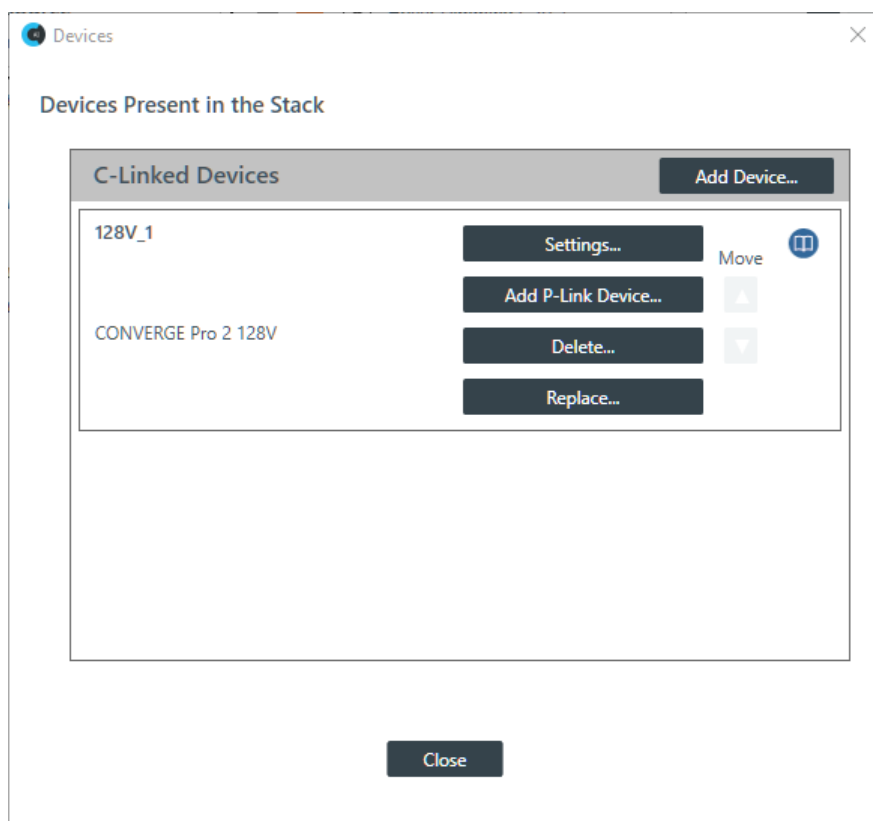 Devices
Devices Present in the Stack
C-Linked Devices
Add Device...
128V_1
Settings...
Move
Add P-Link Device...
CONVERGE Pro 2 128V
Delete...
Replace...
Close